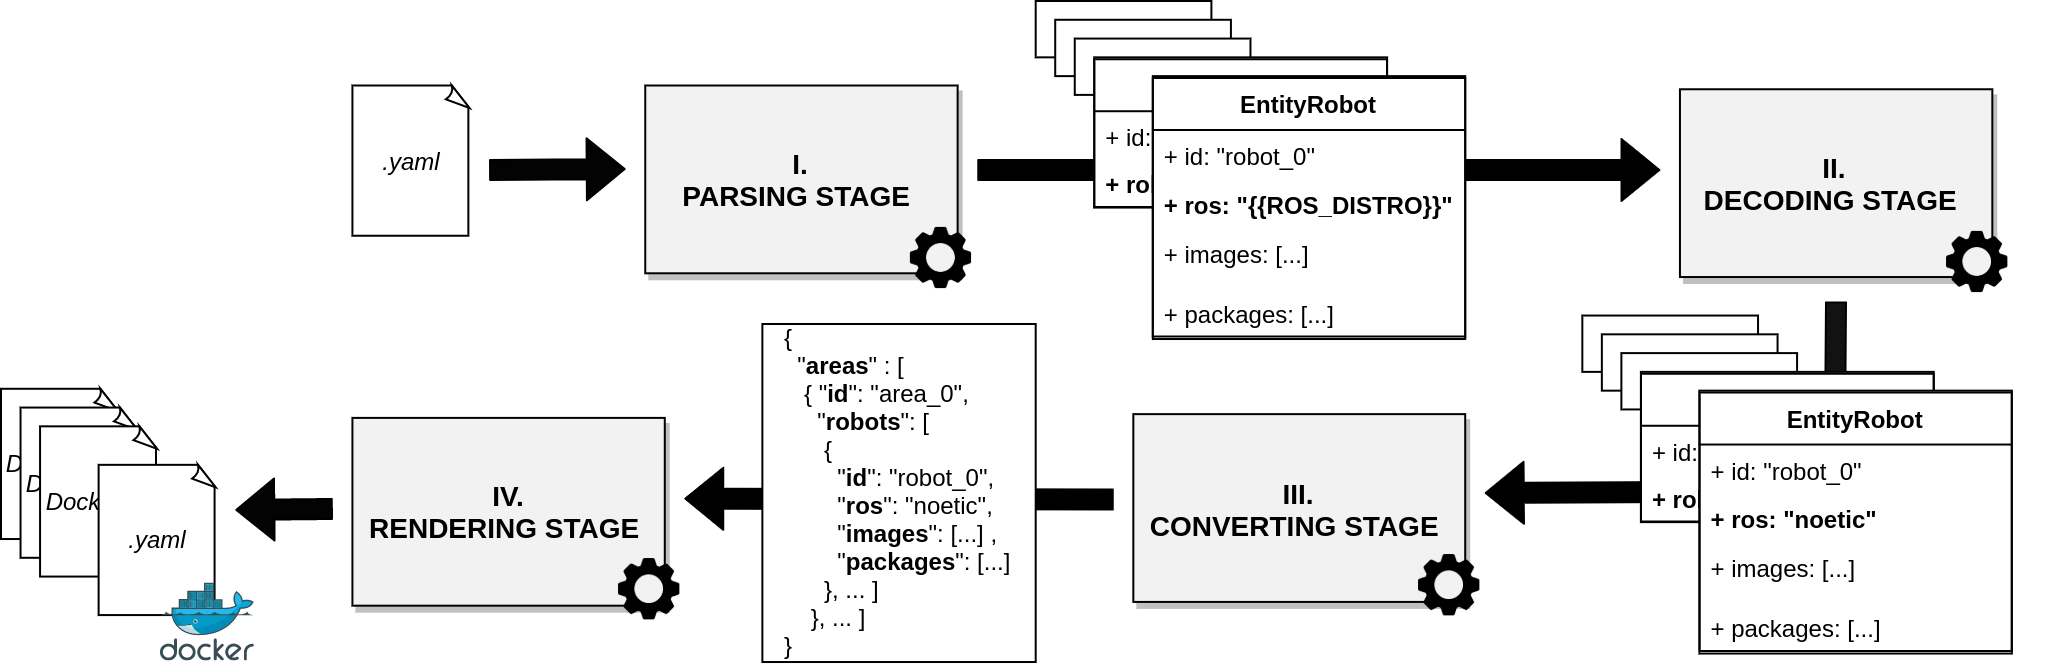 .yaml
I.
PARSING STAGE
+ id:
+ rol
EntityRobot
+ id: "robot_0"
+ ros: "{{ROS_DISTRO}}"
+ images: [...]
+ packages: [...]
II.
DECODING STAGE
+ id:
+ rol
EntityRobot
+ id: "robot_0"
+ ros: "noetic"
+ images: [...]
+ packages: [...]
III.
CONVERTING STAGE
{
"areas" : [
{ "id": "area_0",
"robots": [
{
"id": "robot_0",
"ros": "noetic",
"images": [...] ,
"packages": [...]
}, ... ]
}, ... ]
}
IV.
RENDERING STAGE
D
D
Dock
.yaml
docker